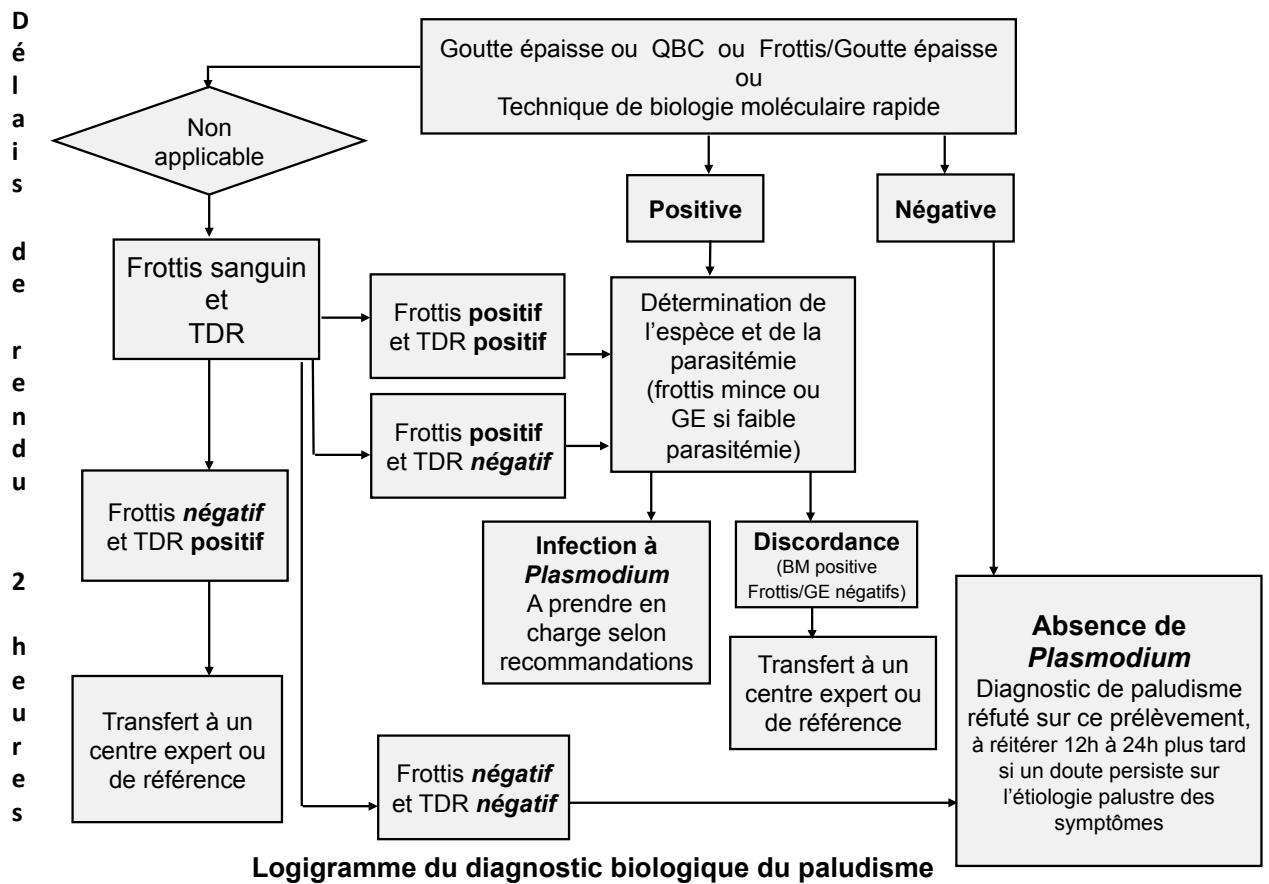 Délais de rendu 2 heures
Goutte épaisse ou QBC ou Frottis/Goutte épaisse
ou
Technique de biologie moléculaire rapide
Non
applicable
Positive
Négative
Frottis sanguin
et
TDR
Frottis positif
et TDR positif
Détermination de
l’espèce et de la
parasitémie
(frottis mince ou
GE si faible
parasitémie)
Frottis positif
et TDR négatif
Frottis négatif
et TDR positif
Infection à
Plasmodium
A prendre en
charge selon
recommandations
Discordance
(BM positive
Frottis/GE négatifs)
Absence de
Plasmodium
Diagnostic de paludisme
réfuté sur ce prélèvement,
à réitérer 12h à 24h plus tard
si un doute persiste sur
l’étiologie palustre des
symptômes
Transfert à un
centre expert ou
de référence
Transfert à un
centre expert ou
de référence
Frottis négatif
et TDR négatif
Logigramme du diagnostic biologique du paludisme